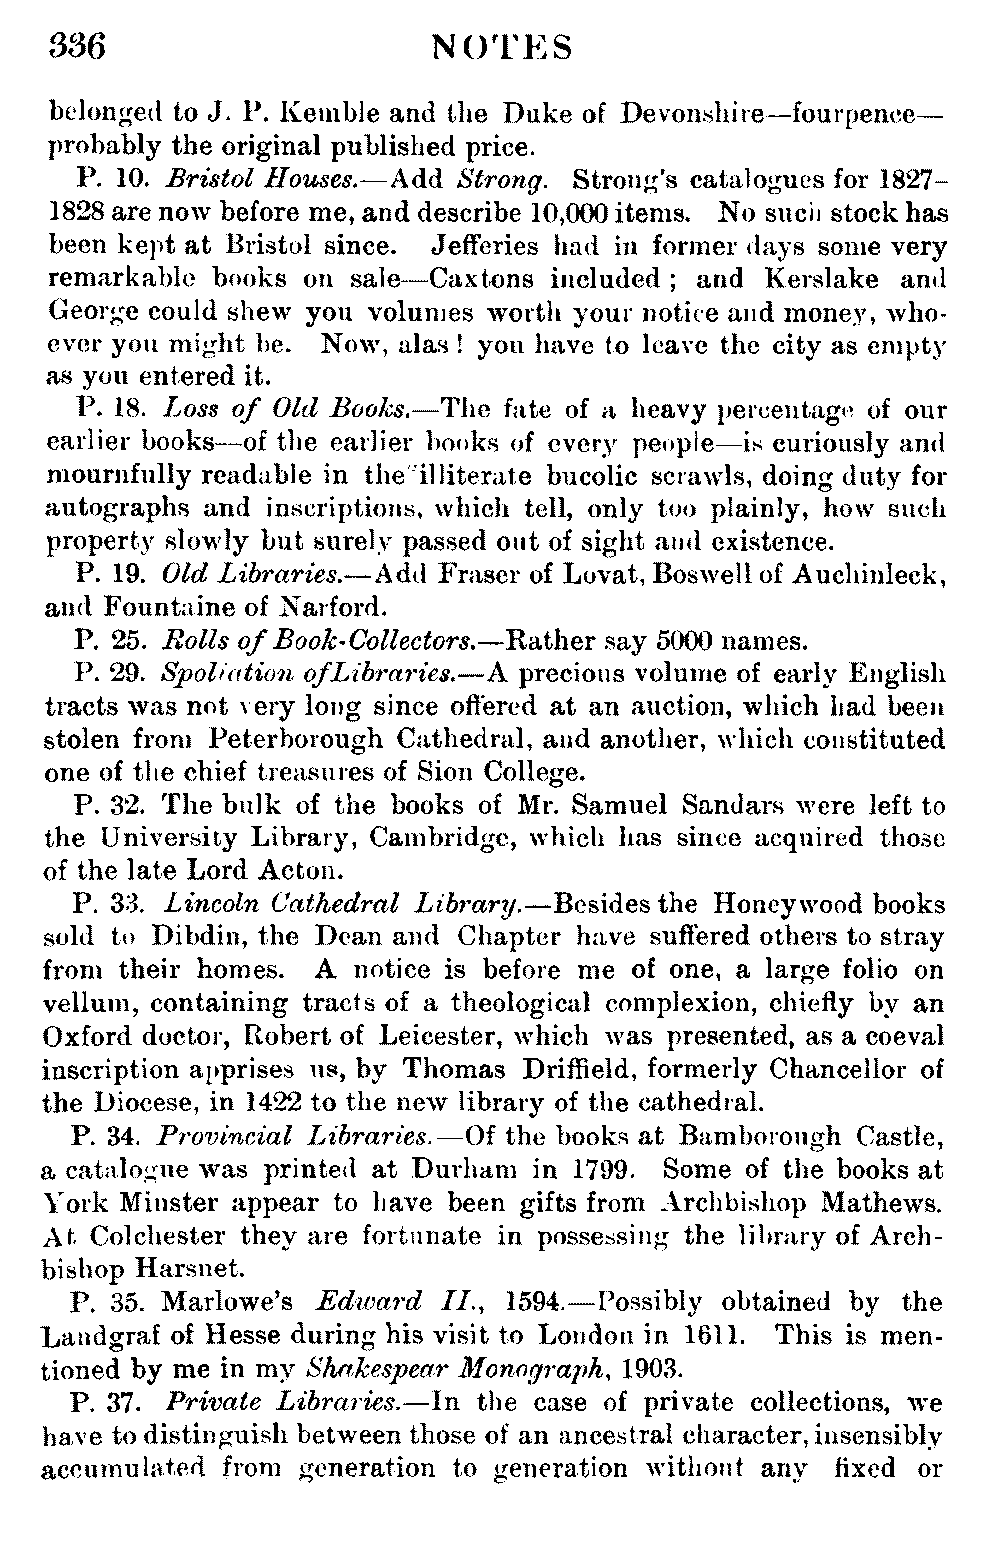 336 NOTES
belonged to J. P. Kemble and the Duke of Devonshire—fourpence—
probably the original published price.
P. 10. Bristol Houses.—Add Strong. Strong's catalogues for 1827-
1828 are now before me, and describe 10,000 items. No such stock has
been kept at Bristol since. Jefferies had in former days some very
remarkable books on sale—Caxtons included ; and Kerslake and
George could shew you volumes worth your notice and money, who-
ever you might be. Now, alas ! you have to leave the city as empty
as you entered it.
P. 18. Loss of Old Books.—The fate of a heavy percentage of our
earlier books—of the earlier books of every people—is curiously and
mournfully readable in the illiterate bucolic scrawls, doing duty for
autographs and inscriptions, which tell, only too plainly, how such
property slowly but surely passed out of sight and existence.
P. 19. Old Libraries.—Add Fraser of Lovat, Boswell of Auchinleck,
and Fountaine of Narford.
P. 25. Rolls of Book-Collectors.—Rather say 5000 names.
P. 29. Spoliation of Libraries.—A precious volume of early English
tracts was not very long since offered at an auction, which had been
stolen from Peterborough Cathedral, and another, which constituted
one of the chief treasures of Sion College.
P. 32. The bulk of the books of Mr. Samuel Sandars were left to
the University Library, Cambridge, which has since acquired those
of the late Lord Acton.
P. 33. Lincoln Cathedral Library.—Besides the Honeywood books
sold to Dibdin, the Dean and Chapter have suffered others to stray
from their homes. A notice is before me of one, a large folio on
vellum, containing tracts of a theological complexion, chiefly by an
Oxford doctor, Robert of Leicester, which was presented, as a coeval
inscription apprises us, by Thomas Driffield, formerly Chancellor of
the Diocese, in 1422 to the new library of the cathedral.
P. 34. Provincial Libraries.—Of the books at Bamborough Castle,
a catalogue was printed at Durham in 1799. Some of the books at
York Minster appear to have been gifts from Archbishop Mathews.
At Colchester they are fortunate in possessing the library of Arch-
bishop Harsnet.
P. 35. Marlowe's Edward II., 1594.—Possibly obtained by the
Landgraf of Hesse during his visit to London in 1611. This is men-
tioned by me in my Shakespear Monograph, 1903.
P. 37. Private Libraries.—In the case of private collections, we
have to distinguish between those of an ancestral character, insensibly
accumulated from generation to generation without any fixed or